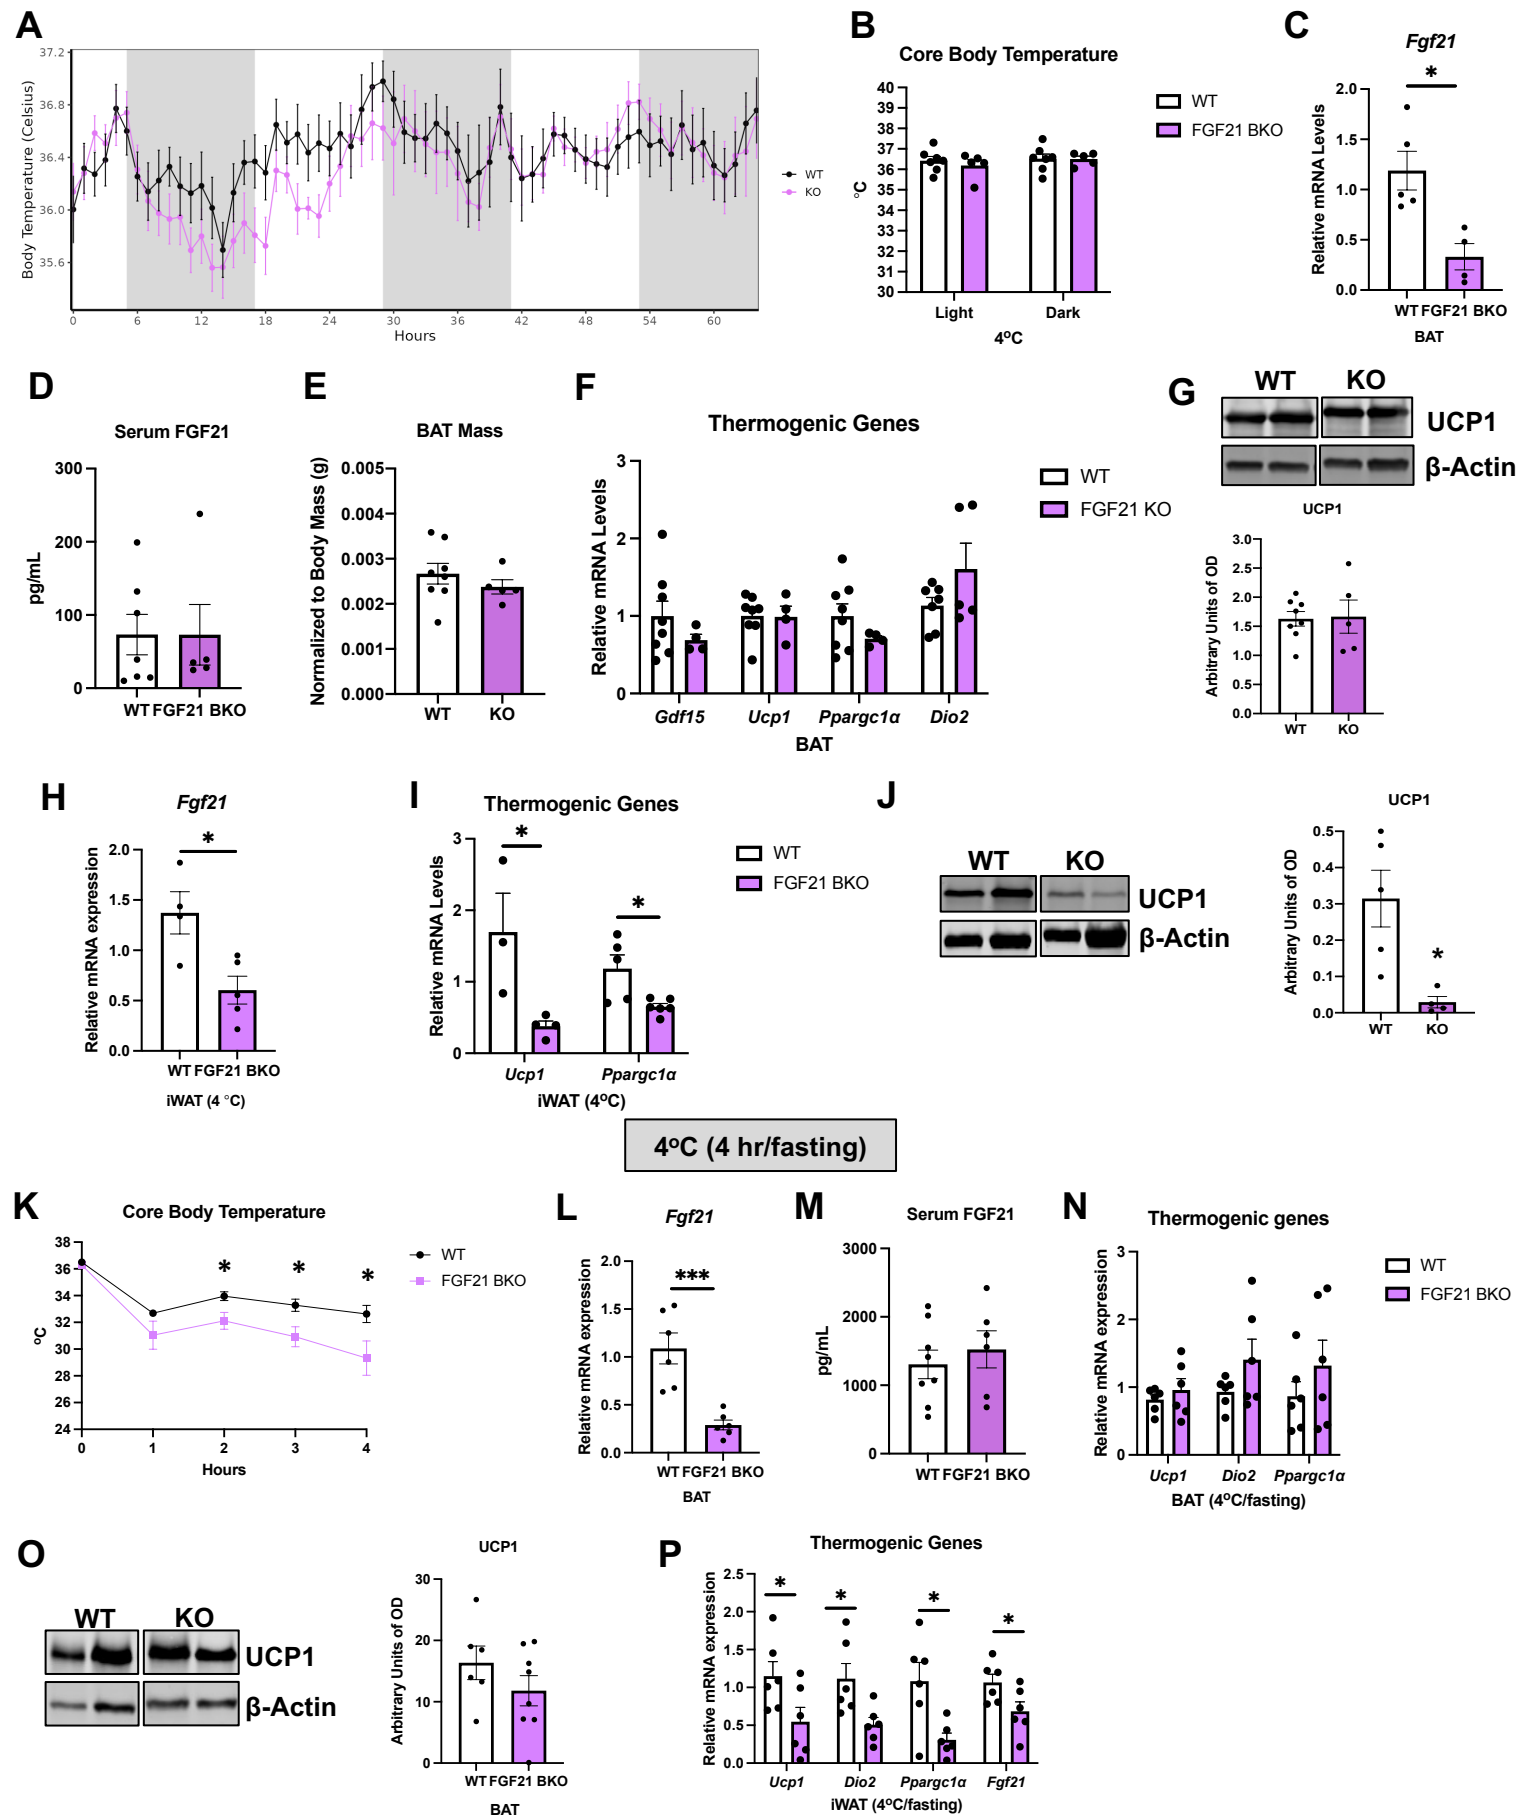 A
Body Temperature (Celsius)
37.2
36.8
36.4
36.0
35.6
0 6 12 18 24 30 36 42 48 54 60
Hours
WT
KO
B
Core Body Temperature
°C
40
39
38
37
36
35
34
33
32
31
30
Light Dark
4ºC
WT
FGF21 BKO
C
Fgf21
*
Relative mRNA Levels
2.0
1.5
1.0
0.5
0.0
WT FGF21 BKO
BAT
D
Serum FGF21
pg/mL
300
200
100
0
WT FGF21 BKO
E
BAT Mass
Normalized to Body Mass (g)
0.005
0.004
0.003
0.002
0.001
0.000
WT KO
F
Thermogenic Genes
Relative mRNA Levels
3
2
1
0
Gdf15 Ucp1 Ppargc1α Dio2
BAT
WT
FGF21 KO
G
WT KO
UCP1
β-Actin
UCP1
Arbitrary Units of OD
3.0
2.5
2.0
1.5
1.0
0.5
0.0
WT KO
H
Fgf21
*
Relative mRNA expression
2.0
1.5
1.0
0.5
0.0
WT FGF21 BKO
iWAT (4 °C)
I
Thermogenic Genes
* *
Relative mRNA Levels
3
2
1
0
Ucp1 Ppargc1α
iWAT (4ºC)
WT
FGF21 BKO
J
WT KO
UCP1
β-Actin
UCP1
Arbitrary Units of OD
0.5
0.4
0.3
0.2
0.1
0.0
*
WT KO
4ºC (4 hr/fasting)
K
Core Body Temperature
ºC
38
36
34
32
30
28
26
24
* * *
0 1 2 3 4
Hours
WT
FGF21 BKO
L
Fgf21
***
Relative mRNA expression
2.0
1.5
1.0
0.5
0.0
WT FGF21 BKO
BAT
M
Serum FGF21
pg/mL
3000
2000
1000
0
WT FGF21 BKO
N
Thermogenic genes
Relative mRNA expression
3
2
1
0
Ucp1 Dio2 Ppargc1α
BAT (4ºC/fasting)
WT
FGF21 BKO
O
WT KO
UCP1
β-Actin
UCP1
Arbitrary Units of OD
30
20
10
0
WT FGF21 BKO
BAT
P
Thermogenic Genes
* * * *
Relative mRNA expression
2.5
2.0
1.5
1.0
0.5
0.0
Ucp1 Dio2 Ppargc1α Fgf21
iWAT (4ºC/fasting)